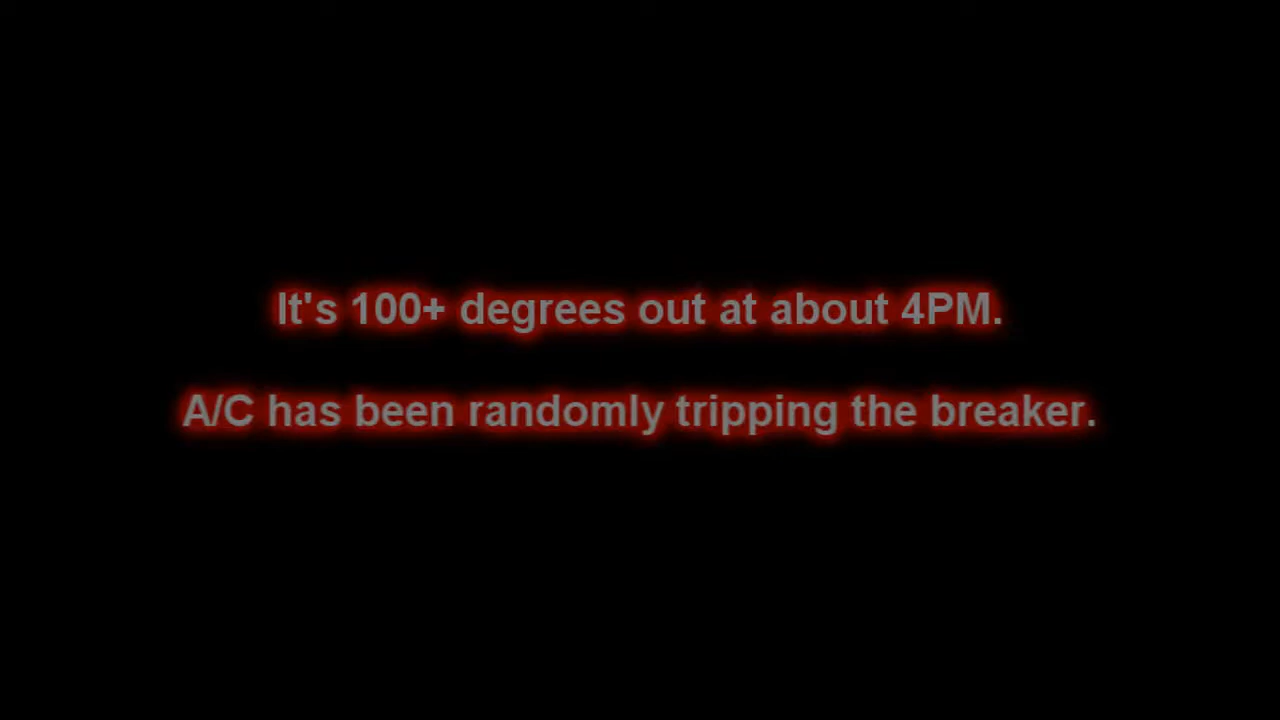 It's 100+ degrees out at about 4PM.
A/C has been randomly tripping the breaker.